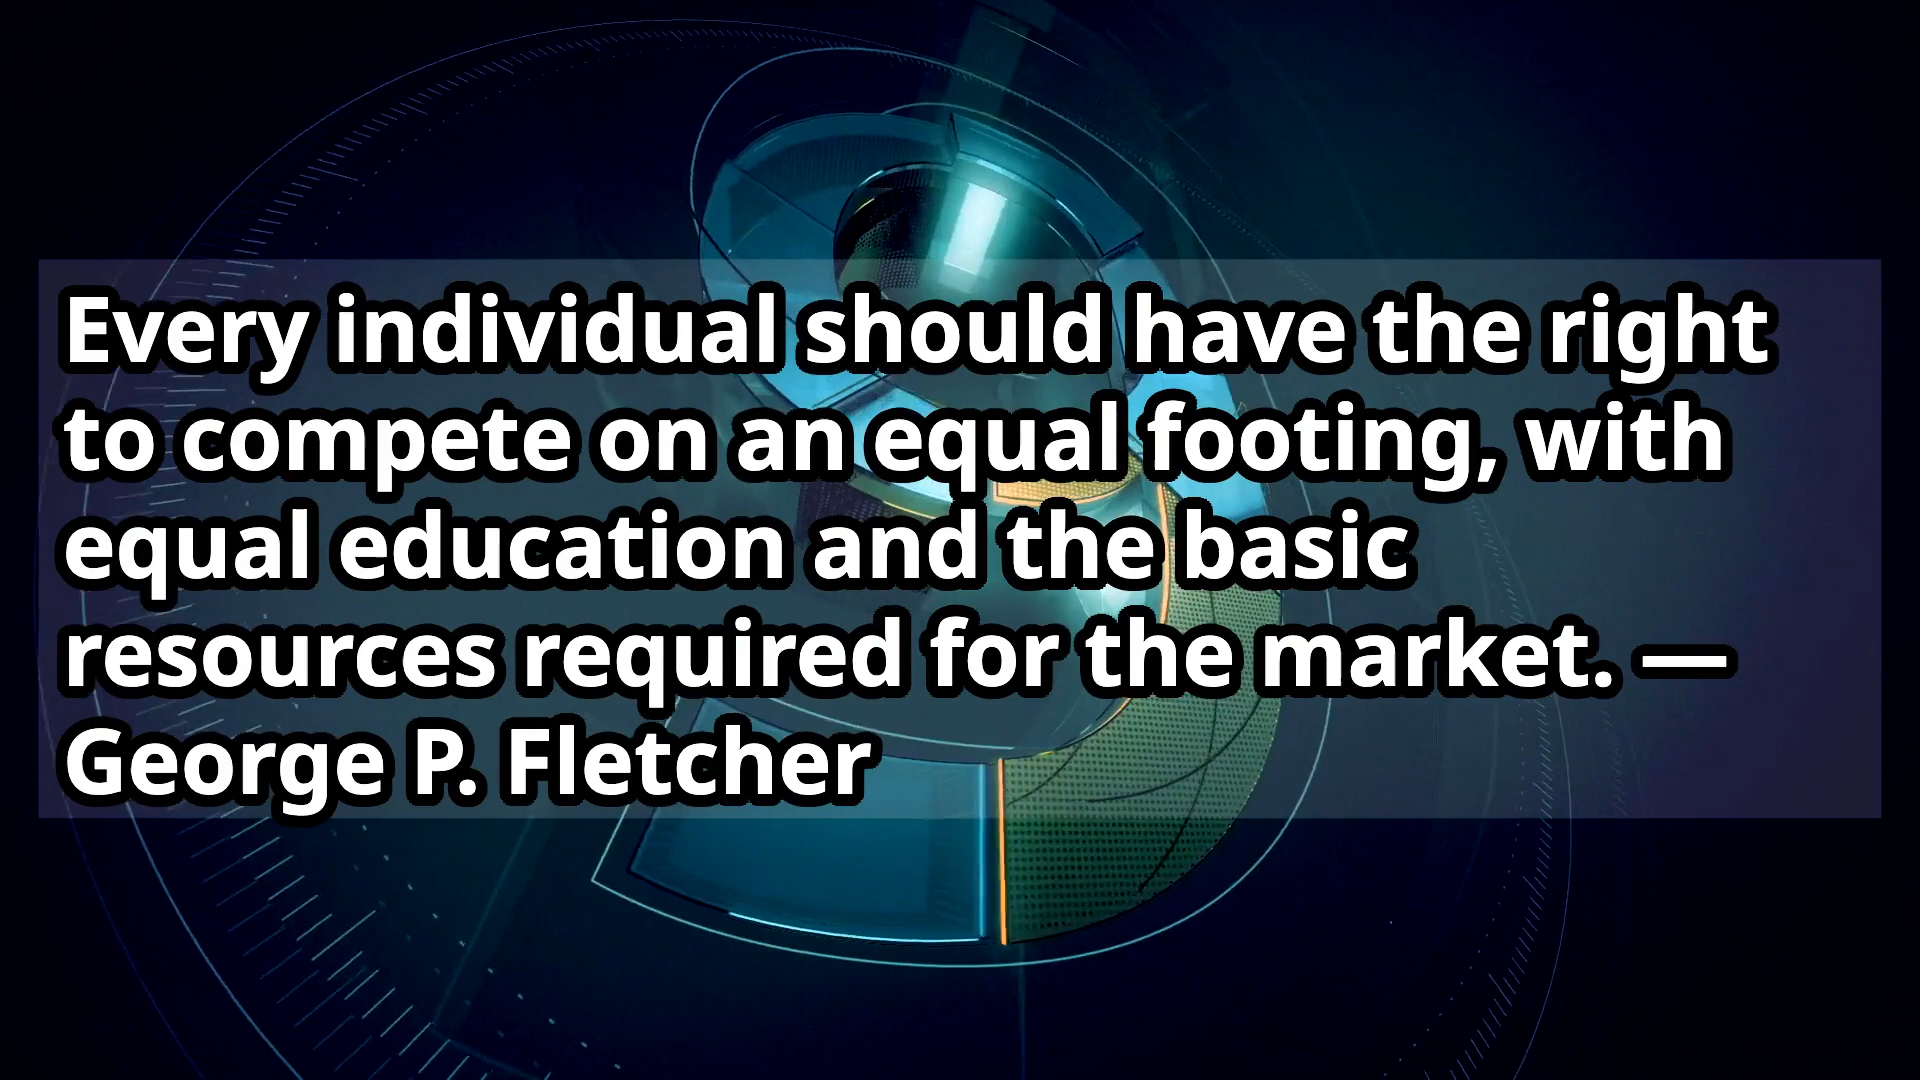 Every individual should have the right
to compete on an equal footing, with
equal education and the basic
resources required for the market. —
George P. Fletcher